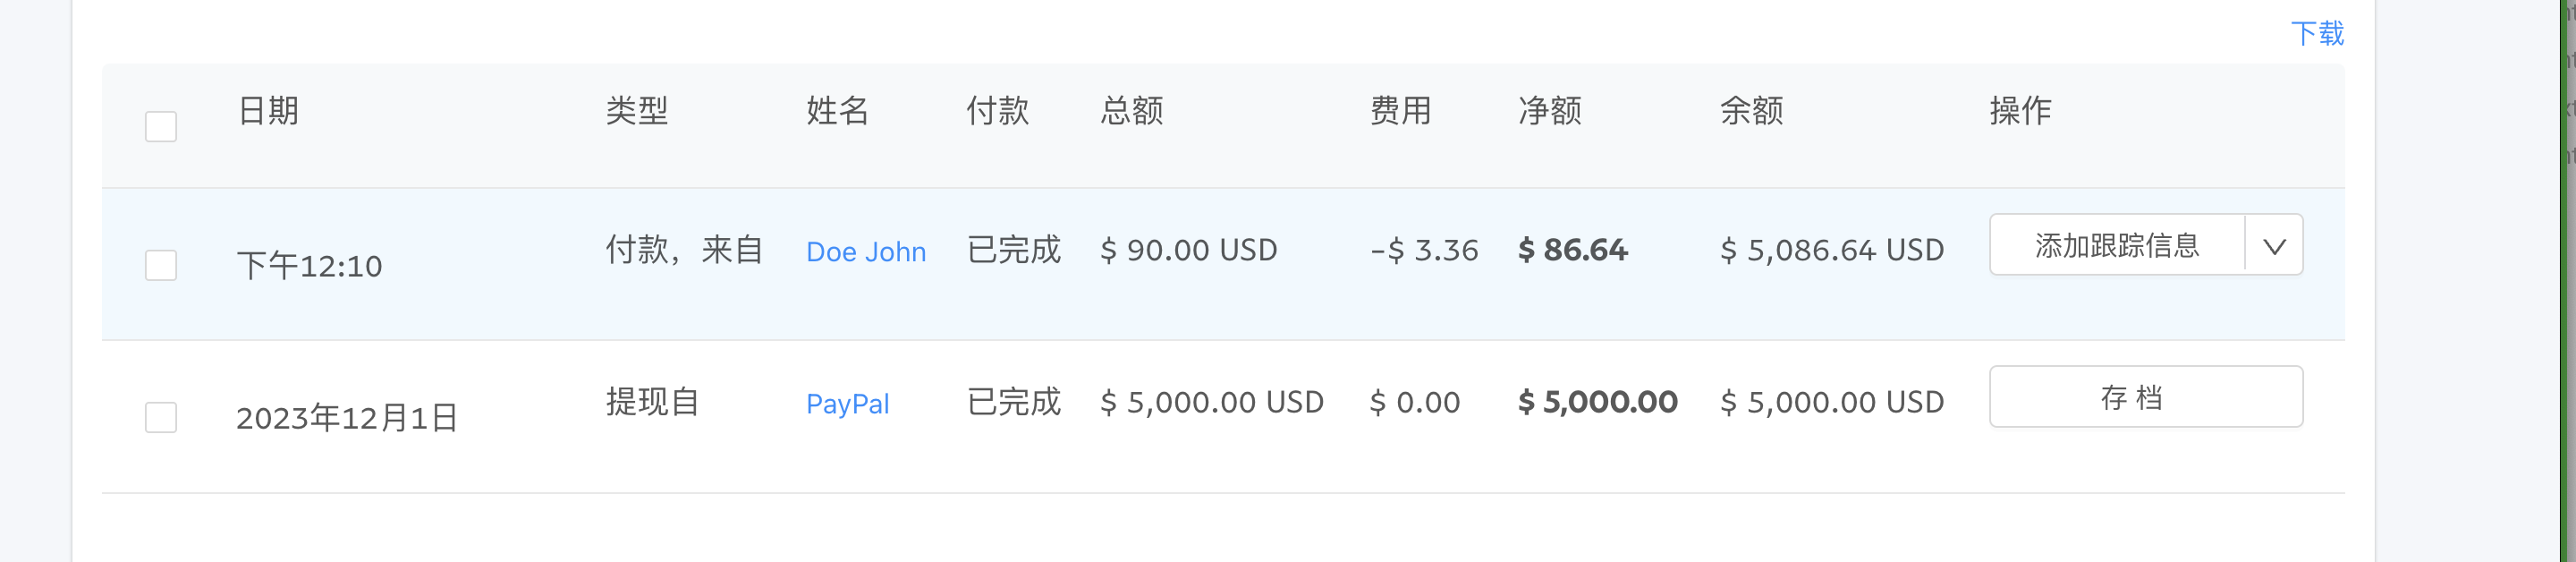 下载
日期 类型 姓名 付款 总额 费用 净额 余额 操作
下午12:10 付款，来自 Doe John 已完成 $ 90.00 USD -$ 3.36 $ 86.64 $ 5,086.64 USD 添加跟踪信息
2023年12月1日 提现自 PayPal 已完成 $ 5,000.00 USD $ 0.00 $ 5,000.00 $ 5,000.00 USD 存 档